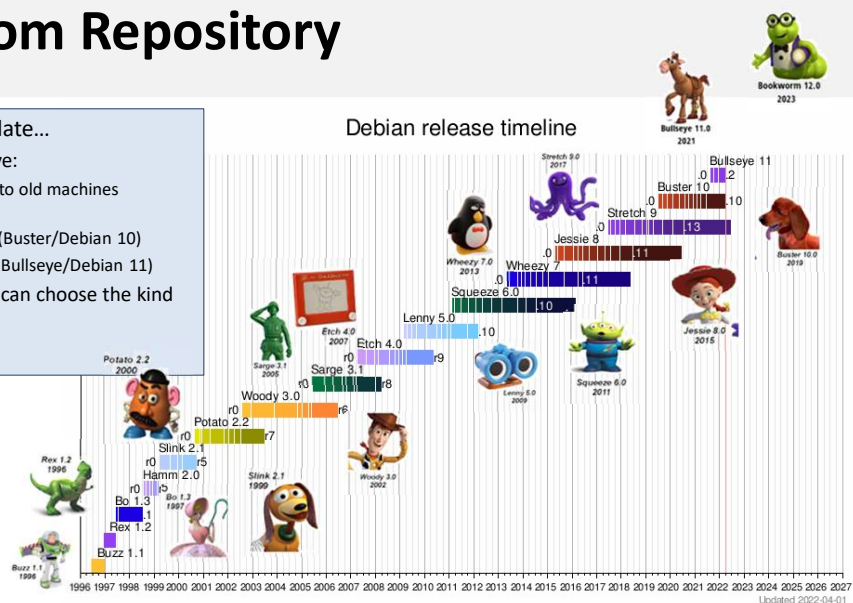 om Repository
late...
ve:
to old machines
(Buster/Debian 10)
Bullseye/Debian 11)
can choose the kind
Debian release timeline
Bookworm 12.0
2023
Bullseye 11.0
2021
Stretch 9.0
2017
Bullseye 11
.0 .2
Buster 10
.0 .10
Stretch 9
.0 .13
Buster 10.0
2019
Jessie 8
.0 .11
Wheezy 7.0
2013
Wheezy 7
.0 .11
Squeeze 6.0
.10
Jessie 8.0
2015
Lenny 5.0
.10
Etch 4.0
2007
Etch 4.0
r0 r9
Sarge 3.1
2005
Sarge 3.1
r0 r8
Squeeze 6.0
2011
Lenny 5.0
2009
Potato 2.2
2000
Woody 3.0
r0 r6
Potato 2.2
r0 r7
Slink 2.1
r0 r5
Woody 3.0
2002
Rex 1.2
1996
Hamm 2.0
r0 r5
Slink 2.1
1999
Bo 1.3
.1
Bo 1.3
1997
Rex 1.2
Buzz 1.1
Buzz 1.1
1996
1996 1997 1998 1999 2000 2001 2002 2003 2004 2005 2006 2007 2008 2009 2010 2011 2012 2013 2014 2015 2016 2017 2018 2019 2020 2021 2022 2023 2024 2025 2026 2027
Updated 2022-04-01